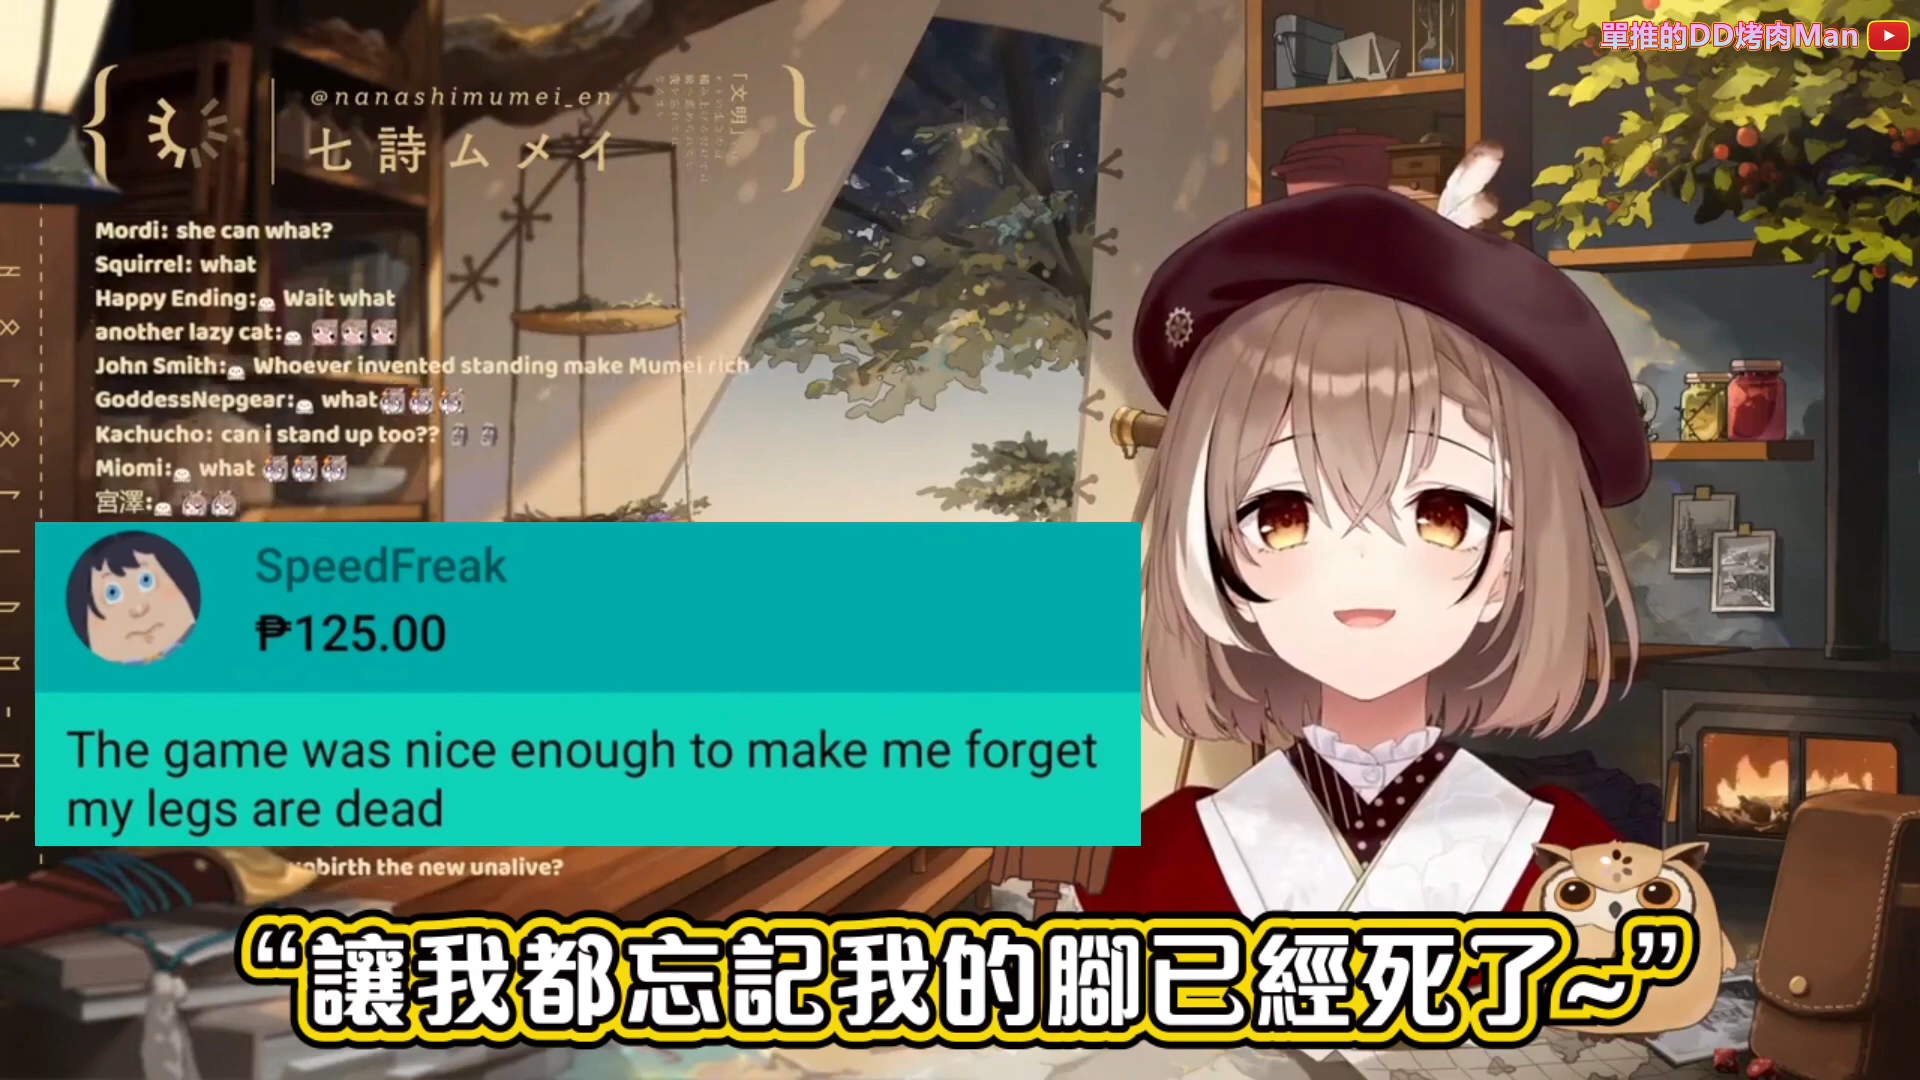 單推的DD烤肉Man
@nanashimumei_en
七詩ムメイ
Mordi: she can what?
Squirrel: what
Happy Ending: Wait what
another lazy cat:
John Smith: Whoever invented standing make Mumei rich
GoddessNepgear: what
Kachucho: can i stand up too??
Miomi: what
宮澤:
SpeedFreak
₱125.00
The game was nice enough to make me forget
my legs are dead
birth the new unalive?
“讓我都忘記我的腳已經死了~”